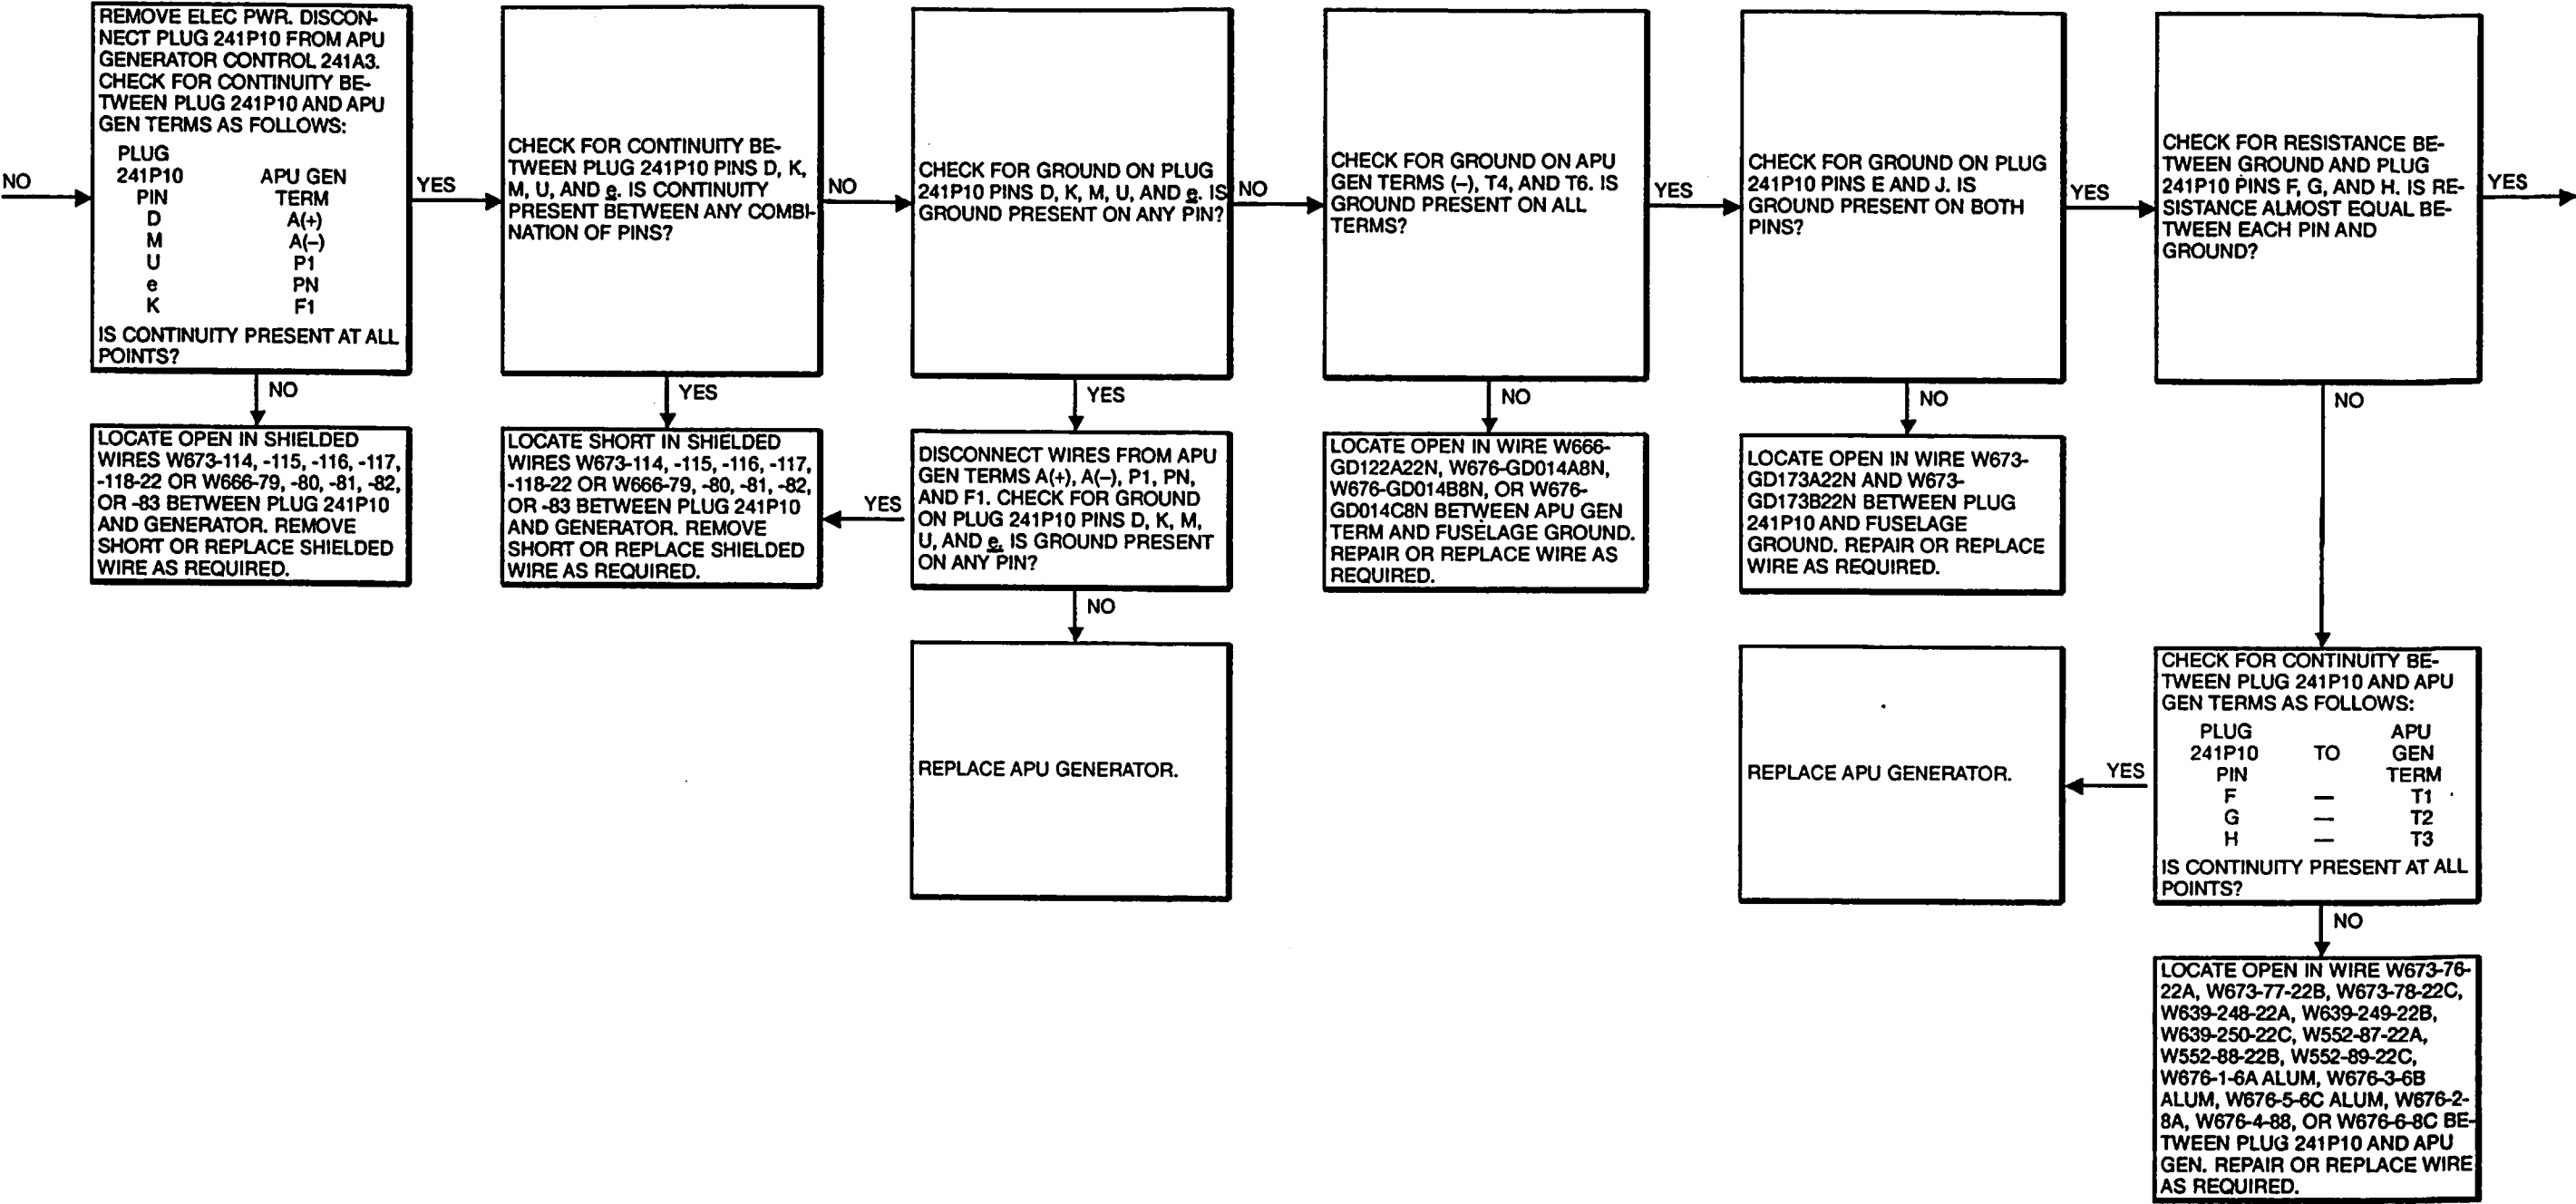 NO
REMOVE ELEC PWR. DISCON-
NECT PLUG 241P10 FROM APU
GENERATOR CONTROL 241A3.
CHECK FOR CONTINUITY BE-
TWEEN PLUG 241P10 AND APU
GEN TERMS AS FOLLOWS:
PLUG
241P10 APU GEN
PIN TERM
D A(+)
M A(–)
U P1
e PN
K F1
IS CONTINUITY PRESENT AT ALL
POINTS?
YES
NO
LOCATE OPEN IN SHIELDED
WIRES W673-114, -115, -116, -117,
-118-22 OR W666-79, -80, -81, -82,
OR -83 BETWEEN PLUG 241P10
AND GENERATOR. REMOVE
SHORT OR REPLACE SHIELDED
WIRE AS REQUIRED.
CHECK FOR CONTINUITY BE-
TWEEN PLUG 241P10 PINS D, K,
M, U, AND e. IS CONTINUITY
PRESENT BETWEEN ANY COMBI-
NATION OF PINS?
NO
YES
LOCATE SHORT IN SHIELDED
WIRES W673-114, -115, -116, -117,
-118-22 OR W666-79, -80, -81, -82,
OR -83 BETWEEN PLUG 241P10
AND GENERATOR. REMOVE
SHORT OR REPLACE SHIELDED
WIRE AS REQUIRED.
CHECK FOR GROUND ON PLUG
241P10 PINS D, K, M, U, AND e. IS
GROUND PRESENT ON ANY PIN?
NO
YES
DISCONNECT WIRES FROM APU
GEN TERMS A(+), A(–), P1, PN,
AND F1. CHECK FOR GROUND
ON PLUG 241P10 PINS D, K, M,
U, AND e. IS GROUND PRESENT
ON ANY PIN?
YES
NO
REPLACE APU GENERATOR.
CHECK FOR GROUND ON APU
GEN TERMS (–), T4, AND T6. IS
GROUND PRESENT ON ALL
TERMS?
YES
NO
LOCATE OPEN IN WIRE W666-
GD122A22N, W676-GD014A8N,
W676-GD014B8N, OR W676-
GD014C8N BETWEEN APU GEN
TERM AND FUSELAGE GROUND.
REPAIR OR REPLACE WIRE AS
REQUIRED.
CHECK FOR GROUND ON PLUG
241P10 PINS E AND J. IS
GROUND PRESENT ON BOTH
PINS?
YES
NO
LOCATE OPEN IN WIRE W673-
GD173A22N AND W673-
GD173B22N BETWEEN PLUG
241P10 AND FUSELAGE
GROUND. REPAIR OR REPLACE
WIRE AS REQUIRED.
CHECK FOR RESISTANCE BE-
TWEEN GROUND AND PLUG
241P10 PINS F, G, AND H. IS RE-
SISTANCE ALMOST EQUAL BE-
TWEEN EACH PIN AND
GROUND?
YES
NO
CHECK FOR CONTINUITY BE-
TWEEN PLUG 241P10 AND APU
GEN TERMS AS FOLLOWS:
PLUG APU
241P10 TO GEN
PIN TERM
F — T1
G — T2
H — T3
IS CONTINUITY PRESENT AT ALL
POINTS?
YES
REPLACE APU GENERATOR.
NO
LOCATE OPEN IN WIRE W673-76-
22A, W673-77-22B, W673-78-22C,
W639-248-22A, W639-249-22B,
W639-250-22C, W552-87-22A,
W552-88-22B, W552-89-22C,
W676-1-6A ALUM, W676-3-6B
ALUM, W676-5-6C ALUM, W676-2-
8A, W676-4-88, OR W676-6-8C BE-
TWEEN PLUG 241P10 AND APU
GEN. REPAIR OR REPLACE WIRE
AS REQUIRED.